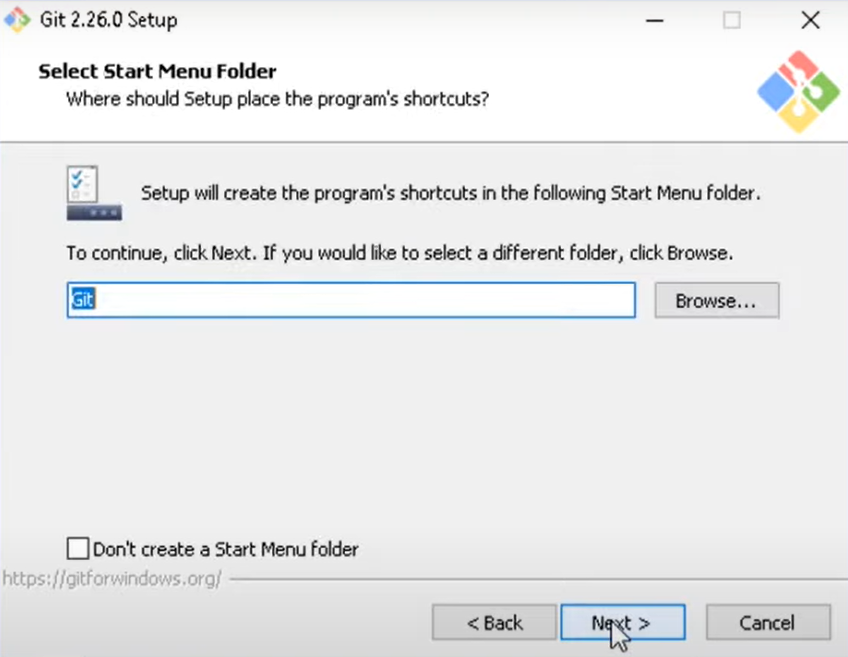 Git 2.26.0 Setup
Select Start Menu Folder
Where should Setup place the program's shortcuts?
Setup will create the program's shortcuts in the following Start Menu folder.
To continue, click Next. If you would like to select a different folder, click Browse.
Git
Browse...
Don't create a Start Menu folder
https://gitforwindows.org/
< Back
Next >
Cancel